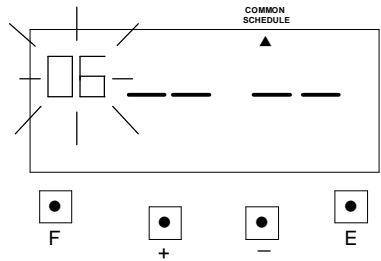 COMMON
SCHEDULE
06 -- --
F + - E